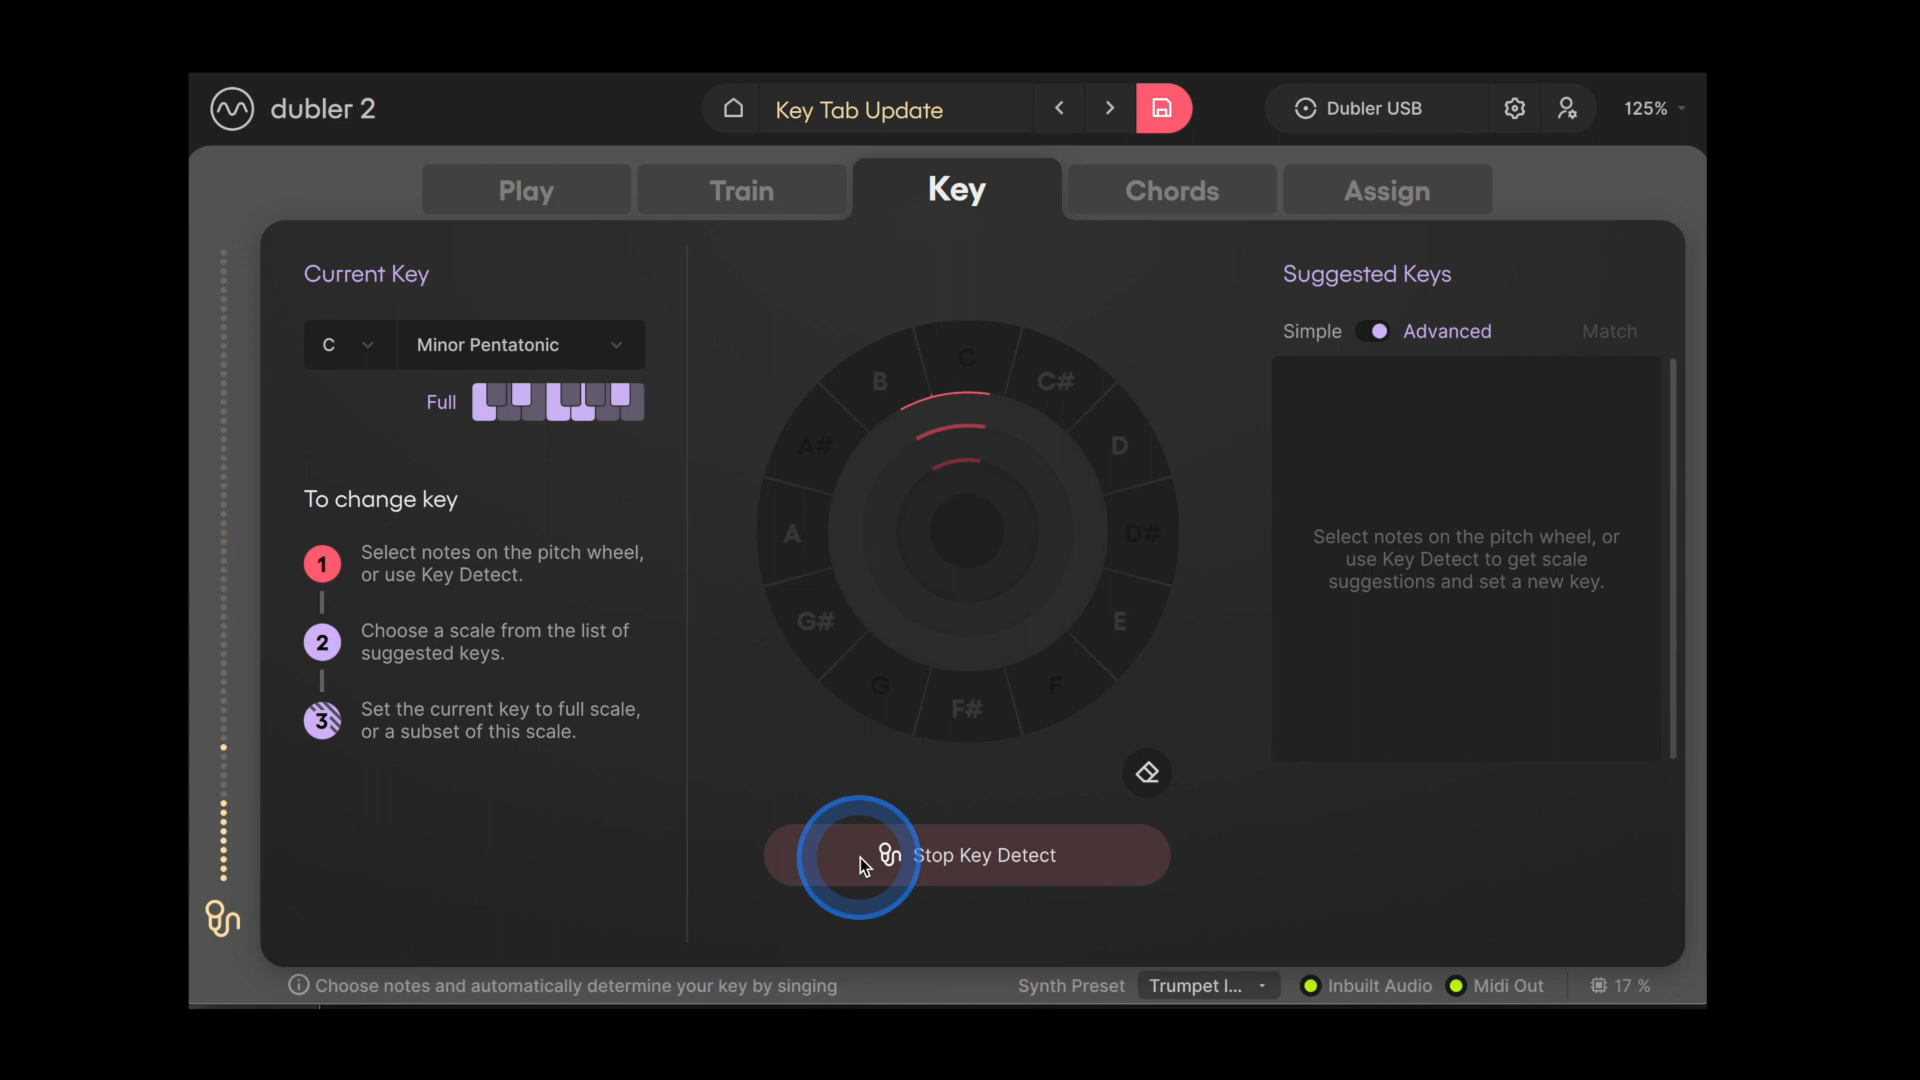 dubler 2
Key Tab Update
Dubler USB
125%
Play
Train
Key
Chords
Assign
Current Key
C
Minor Pentatonic
Full
To change key
1
Select notes on the pitch wheel,
or use Key Detect.
2
Choose a scale from the list of
suggested keys.
3
Set the current key to full scale,
or a subset of this scale.
C
C#
D
D#
E
F
F#
G
G#
A
A#
B
Stop Key Detect
Suggested Keys
Simple
Advanced
Match
Select notes on the pitch wheel, or
use Key Detect to get scale
suggestions and set a new key.
Choose notes and automatically determine your key by singing
Synth Preset
Trumpet I...
Inbuilt Audio
Midi Out
17 %